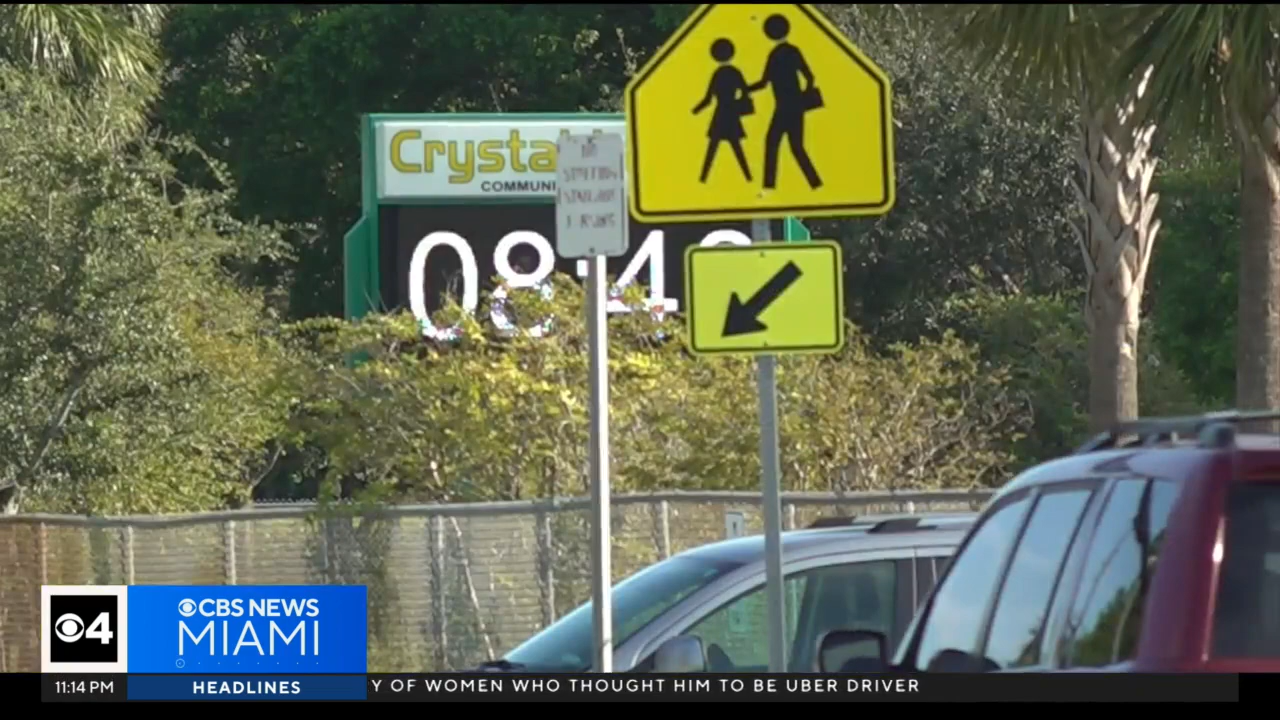 Crysta
COMMUNI
08:4
CBS NEWS
4 MIAMI
11:14 PM HEADLINES Y OF WOMEN WHO THOUGHT HIM TO BE UBER DRIVER